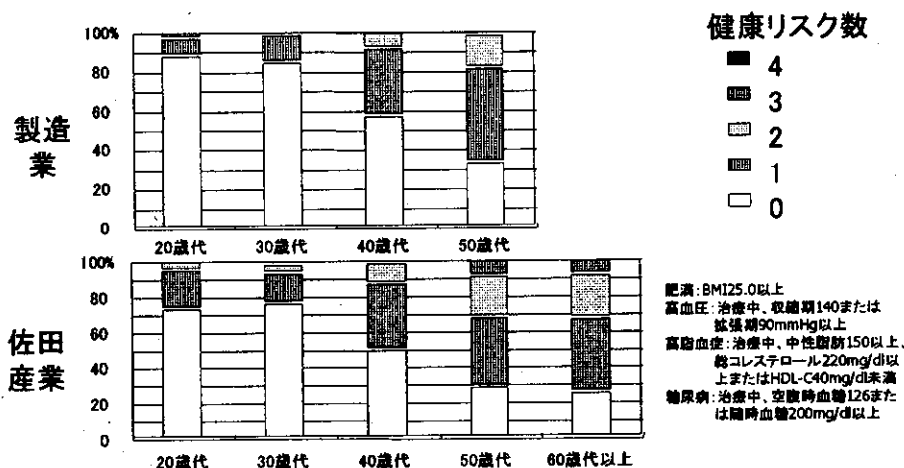 健康リスク数
4
3
2
1
0
製造業
100%
80
60
40
20
0
20歳代 30歳代 40歳代 50歳代
佐田産業
100%
80
60
40
20
0
20歳代 30歳代 40歳代 50歳代 60歳代以上
肥満:BMI25.0以上
高血圧:治療中、収縮期140または
拡張期90mmHg以上
高脂血症:治療中、中性脂肪150以上、
総コレステロール220mg/dl以
上またはHDL-C40mg/dl未満
糖尿病:治療中、空腹時血糖126また
は随時血糖200mg/dl以上